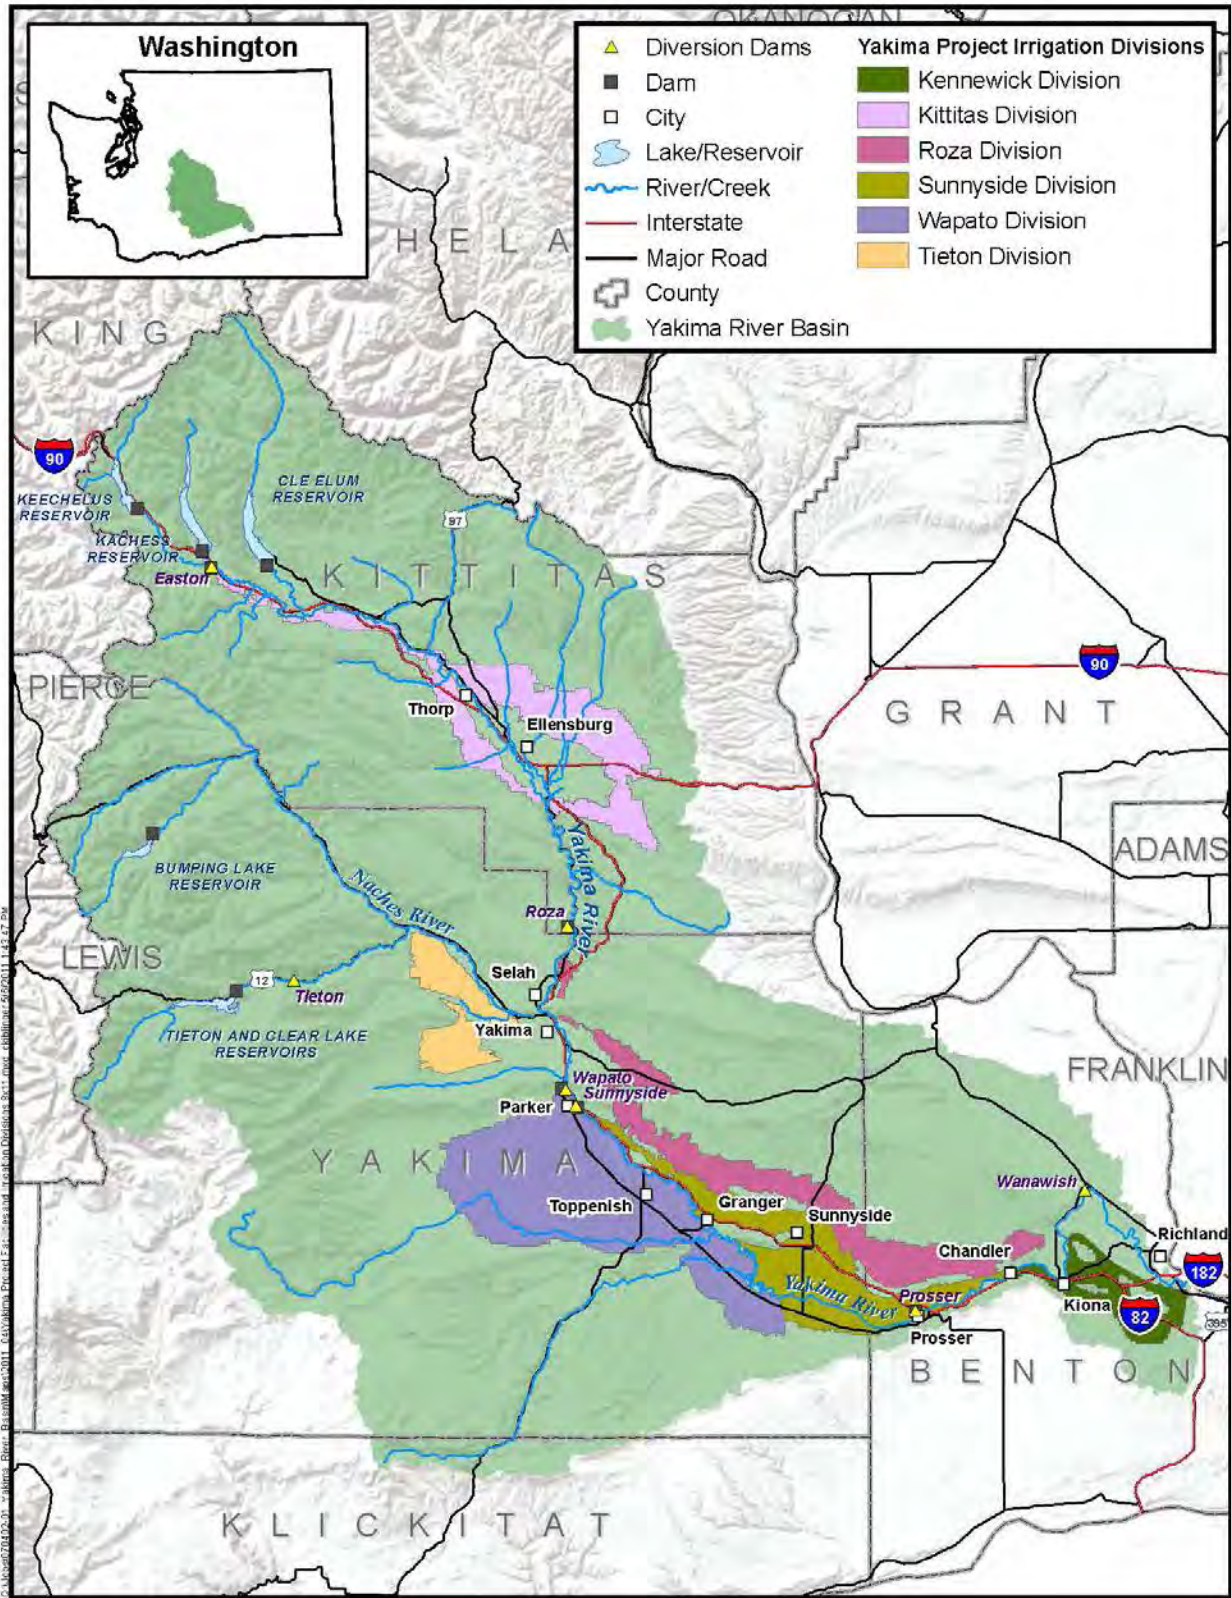 OKANOGAN
Washington
Diversion Dams
Dam
City
Lake/Reservoir
River/Creek
Interstate
Major Road
County
Yakima River Basin
Yakima Project Irrigation Divisions
Kennewick Division
Kittitas Division
Roza Division
Sunnyside Division
Wapato Division
Tieton Division
HELA
KING
90
KEECHELUS
RESERVOIR
CLE ELUM
RESERVOIR
KACHESS
RESERVOIR
97
Easton
KITTITAS
PIERCE
90
Thorp
Ellensburg
GRANT
Yakima River
ADAMS
BUMPING LAKE
RESERVOIR
Naches River
Roza
LEWIS
Selah
12
Tieton
Yakima
TIETON AND CLEAR LAKE
RESERVOIRS
FRANKLIN
Wapato
Sunnyside
Parker
YAKIMA
Wanawish
Toppenish
Granger
Sunnyside
Richland
Chandler
182
Yakima River
Prosser
Kiona
82
395
Prosser
BENTON
KLICKITAT